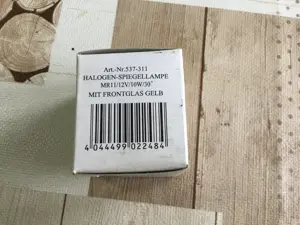 Art.-Nr.537-311
HALOGEN-SPIEGELLAMPE
MR11/12V/10W/30°
MIT FRONTGLAS GELB
4 044499 022484